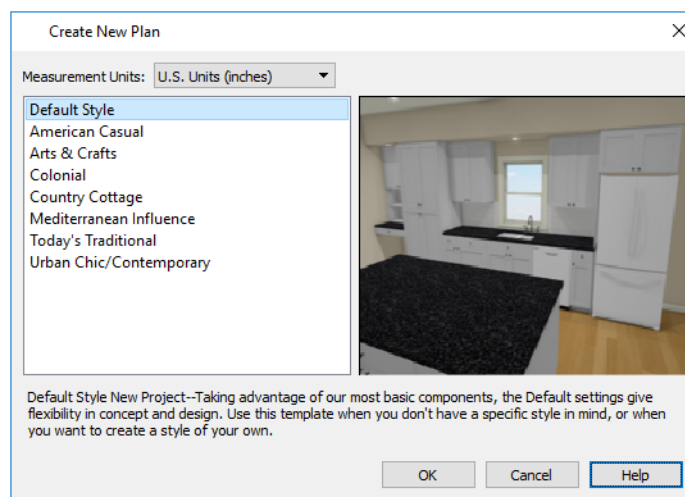 Create New Plan
Measurement Units: U.S. Units (inches)
Default Style
American Casual
Arts & Crafts
Colonial
Country Cottage
Mediterranean Influence
Today's Traditional
Urban Chic/Contemporary
Default Style New Project--Taking advantage of our most basic components, the Default settings give
flexibility in concept and design. Use this template when you don't have a specific style in mind, or when
you want to create a style of your own.
OK Cancel Help